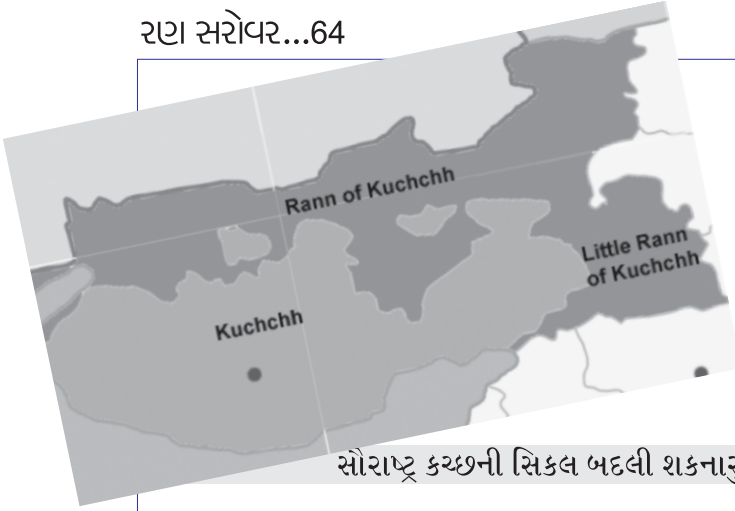 રણ સરોવર...64
Rann of Kuchchh
Little Rann
of Kuchchh
Kuchchh
સૌરાષ્ટ્ર કચ્છની સિકલ બદલી શકનારુ